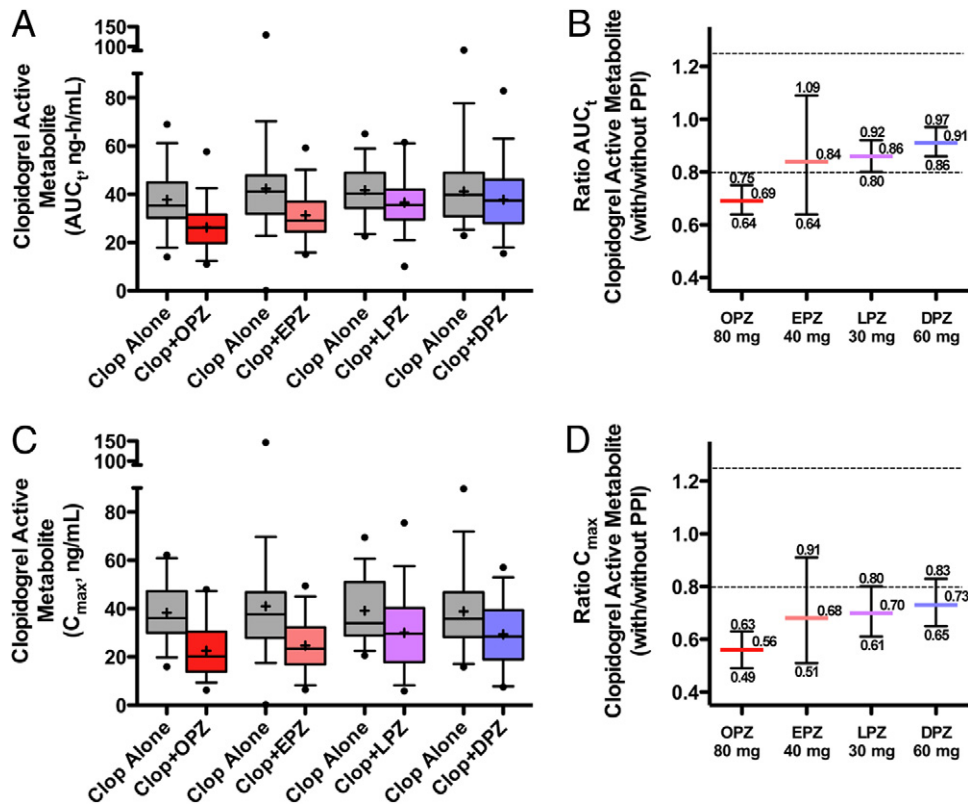 A
Clopidogrel Active
Metabolite
(AUCt, ng-h/mL)
150
100
80
60
40
20
0
Clop Alone
Clop+OPZ
Clop Alone
Clop+EPZ
Clop Alone
Clop+LPZ
Clop Alone
Clop+DPZ
B
Ratio AUCt
Clopidogrel Active Metabolite
(with/without PPI)
1.2
1.0
0.8
0.6
0.4
0.75
0.69
0.64
1.09
0.84
0.64
0.92
0.86
0.80
0.97
0.91
0.86
OPZ EPZ LPZ DPZ
80 mg 40 mg 30 mg 60 mg
C
Clopidogrel Active
Metabolite
(Cmax, ng/mL)
150
100
80
60
40
20
0
Clop Alone
Clop+OPZ
Clop Alone
Clop+EPZ
Clop Alone
Clop+LPZ
Clop Alone
Clop+DPZ
D
Ratio Cmax
Clopidogrel Active Metabolite
(with/without PPI)
1.2
1.0
0.8
0.6
0.4
0.63
0.56
0.49
0.91
0.68
0.51
0.80
0.70
0.61
0.83
0.73
0.65
OPZ EPZ LPZ DPZ
80 mg 40 mg 30 mg 60 mg